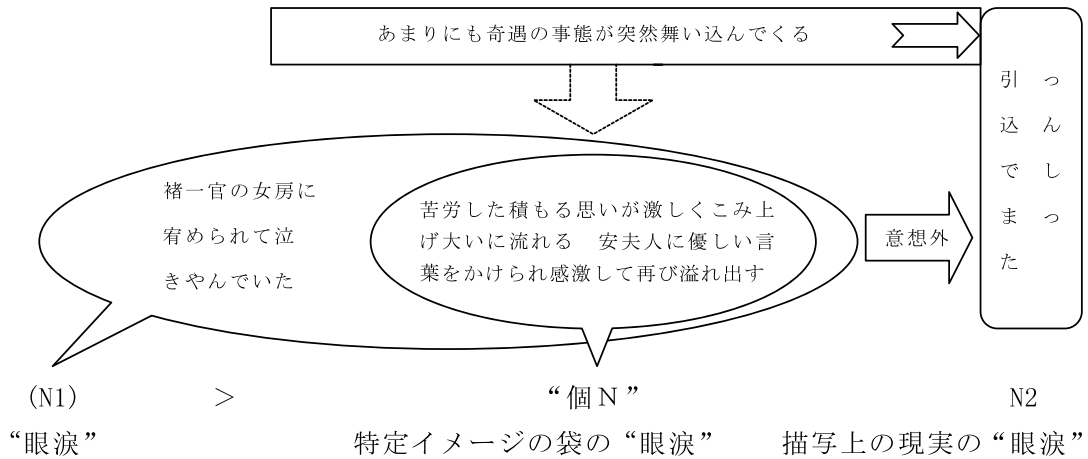 あまりにも奇遇の事態が突然舞い込んでくる
褚一官の女房に
宥められて泣
きやんでいた
苦労した積もる思いが激しくこみ上
げ大いに流れる　安夫人に優しい言
葉をかけられ感激して再び溢れ出す
意想外
引込でまた
っんしっ
(N1)　＞　“個Ｎ”　N2
“眼涙”　特定イメージの袋の“眼涙”　描写上の現実の“眼涙”